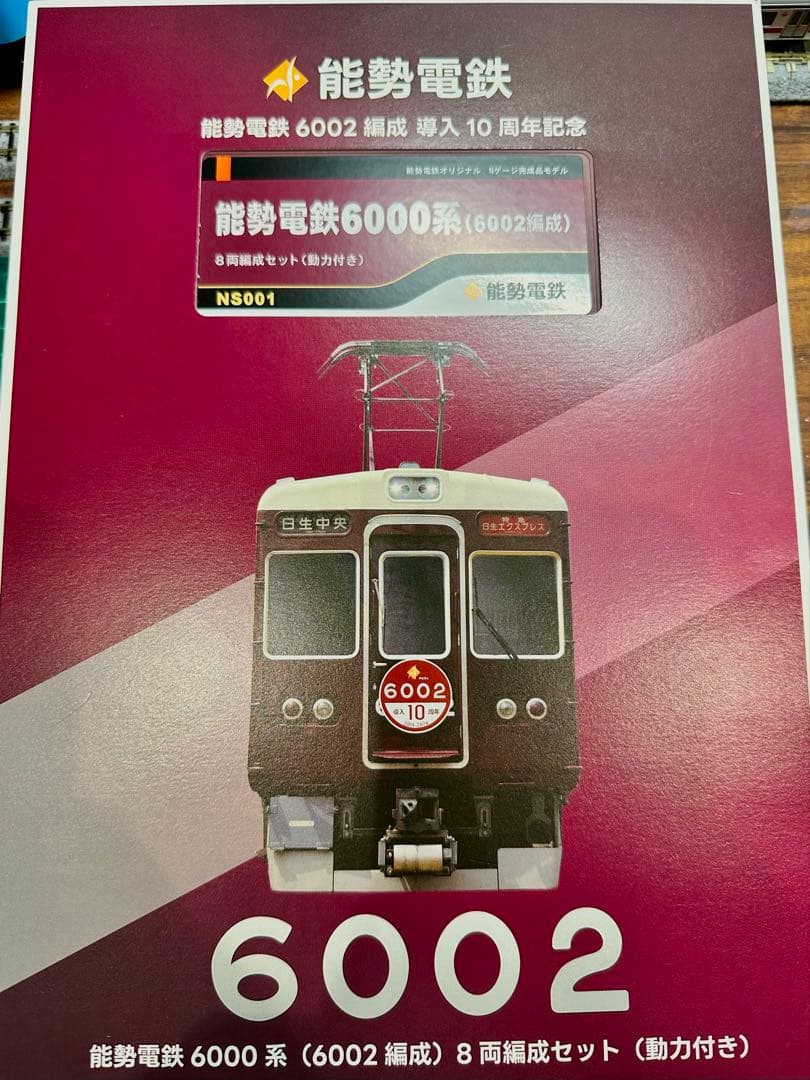 能勢電鉄
能勢電鉄 6002 編成 導入 10 周年記念
能勢電鉄オリジナル Nゲージ完成品モデル
能勢電鉄6000系(6002編成)
8両編成セット(動力付き)
NS001
能勢電鉄
日生中央
特急
日生エクスプレス
6002
導入 10 周年
6002
能勢電鉄 6000 系（6002 編成）8 両編成セット（動力付き）